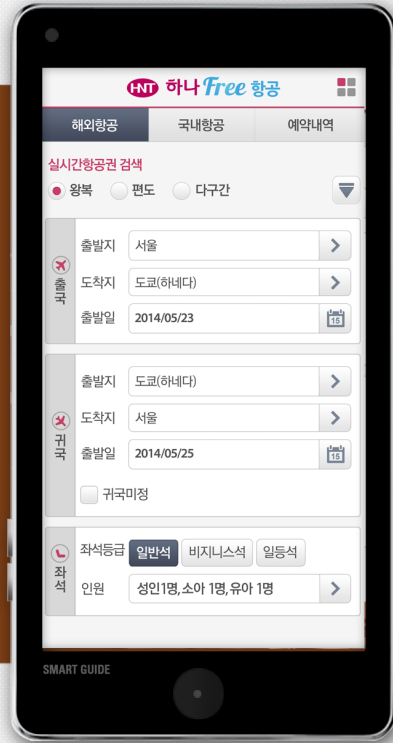 HNT 하나 Free 항공
해외항공 국내항공 예약내역
실시간항공권 검색
왕복 편도 다구간
출국
출발지 서울
도착지 도쿄(하네다)
출발일 2014/05/23 15
귀국
출발지 도쿄(하네다)
도착지 서울
출발일 2014/05/25 15
귀국미정
좌석
좌석등급 일반석 비지니스석 일등석
인원 성인1명, 소아 1명, 유아 1명
SMART GUIDE